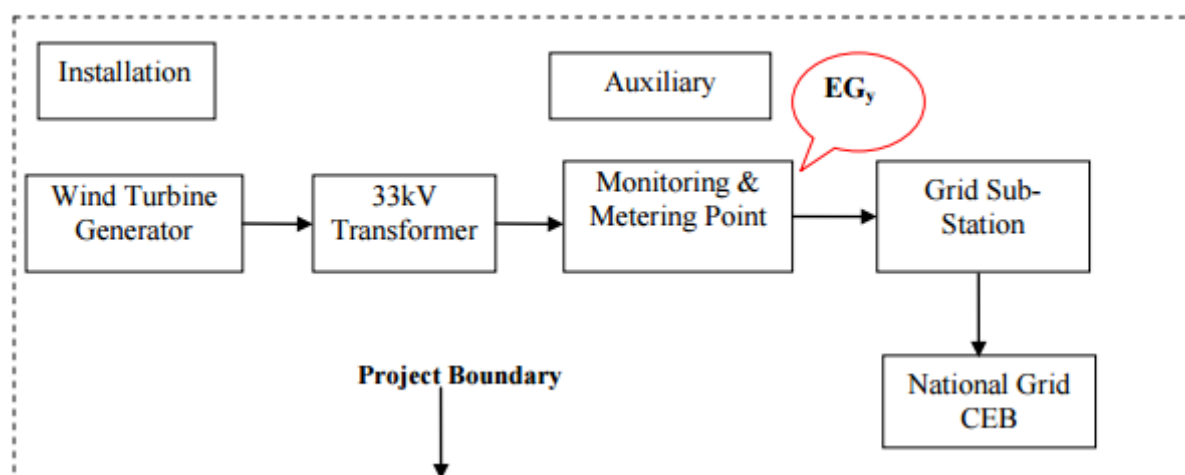 Installation
Auxiliary
EGy
Wind Turbine
Generator
33kV
Transformer
Monitoring &
Metering Point
Grid Sub-
Station
Project Boundary
National Grid
CEB